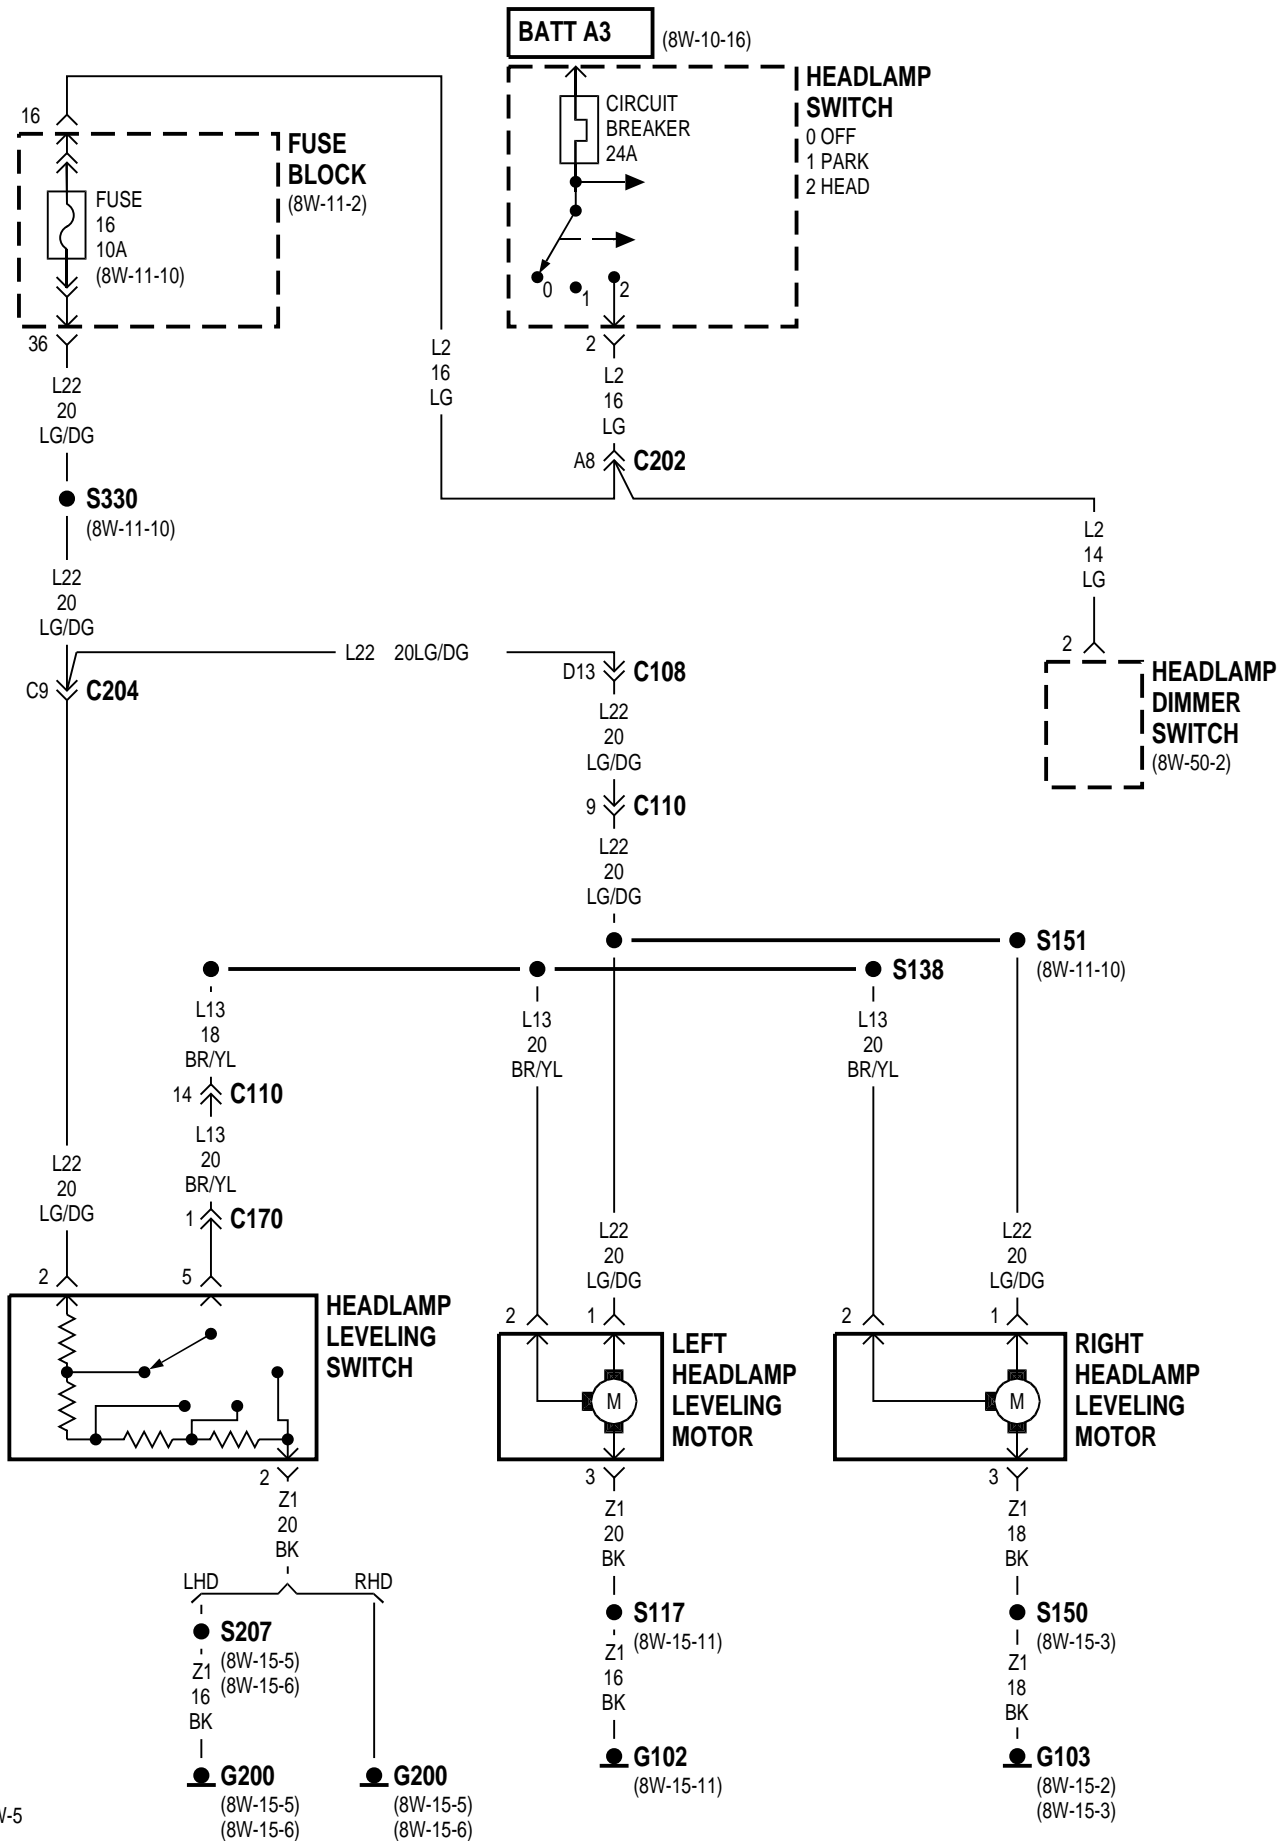 BATT A3
(8W-10-16)
HEADLAMP
SWITCH
0 OFF
1 PARK
2 HEAD
CIRCUIT
BREAKER
24A
0
1
2
2
16
FUSE
BLOCK
(8W-11-2)
FUSE
16
10A
(8W-11-10)
36
L22
20
LG/DG
S330
(8W-11-10)
L22
20
LG/DG
C9
C204
L2
16
LG
L2
16
LG
A8
C202
L2
14
LG
2
HEADLAMP
DIMMER
SWITCH
(8W-50-2)
L22 20LG/DG
D13
C108
L22
20
LG/DG
9
C110
L22
20
LG/DG
S151
(8W-11-10)
S138
L13
18
BR/YL
14
C110
L13
20
BR/YL
1
C170
L13
20
BR/YL
L13
20
BR/YL
L22
20
LG/DG
L22
20
LG/DG
L22
20
LG/DG
2
5
HEADLAMP
LEVELING
SWITCH
2
1
LEFT
HEADLAMP
LEVELING
MOTOR
M
2
1
RIGHT
HEADLAMP
LEVELING
MOTOR
M
2
Z1
20
BK
LHD
RHD
S207
(8W-15-5)
(8W-15-6)
Z1
16
BK
G200
(8W-15-5)
(8W-15-6)
G200
(8W-15-5)
(8W-15-6)
3
Z1
20
BK
S117
(8W-15-11)
Z1
16
BK
G102
(8W-15-11)
3
Z1
18
BK
S150
(8W-15-3)
Z1
18
BK
G103
(8W-15-2)
(8W-15-3)
W-5